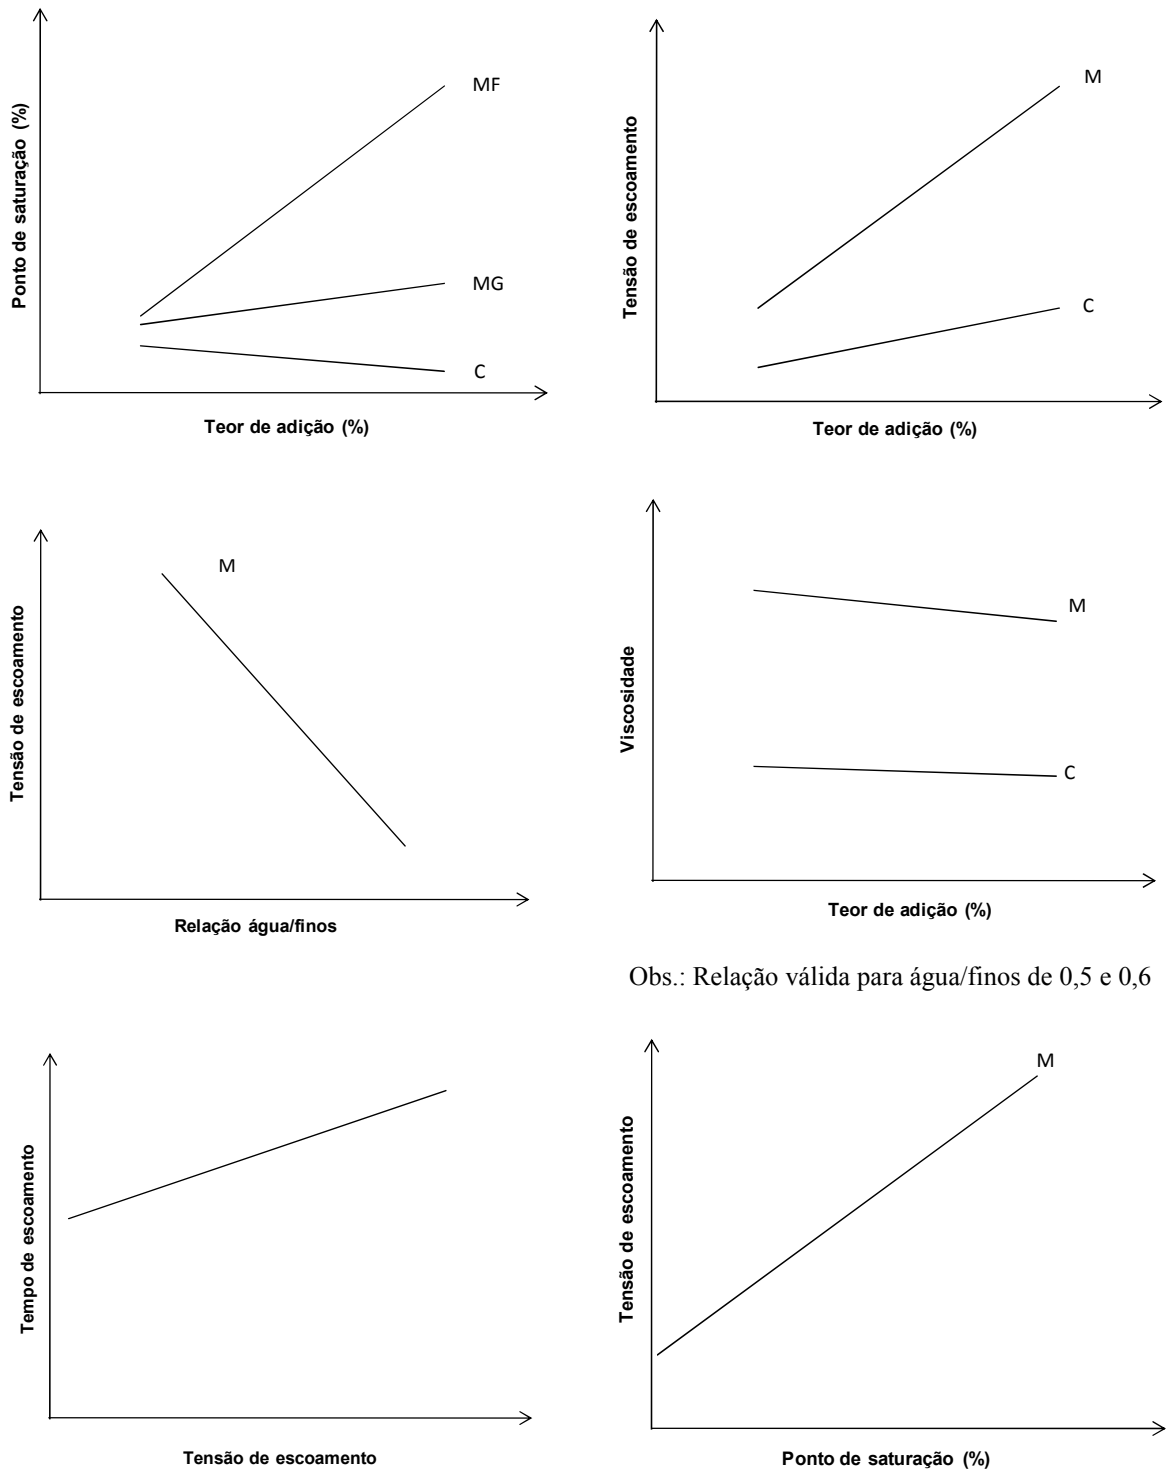 Ponto de saturação (%)
MF
MG
C
Teor de adição (%)
Tensão de escoamento
M
C
Teor de adição (%)
Tensão de escoamento
M
Relação água/finos
Viscosidade
M
C
Teor de adição (%)
Obs.: Relação válida para água/finos de 0,5 e 0,6
Tempo de escoamento
Tensão de escoamento
Tensão de escoamento
M
Ponto de saturação (%)